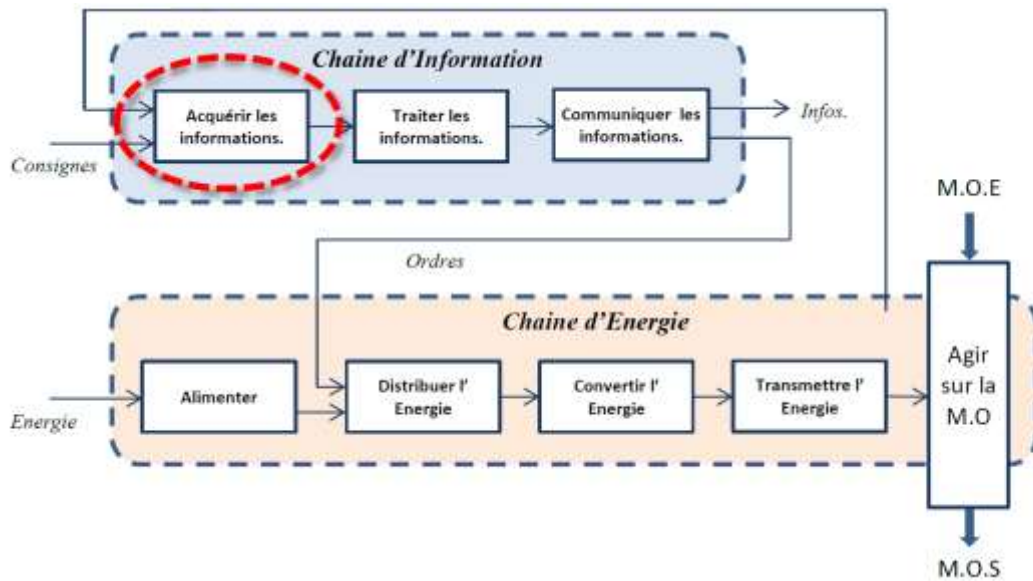 Chaine d'Information
Acquérir les
informations.
Traiter les
informations.
Communiquer les
informations.
Infos.
Consignes
M.O.E
Ordres
Chaine d'Energie
Alimenter
Distribuer l'
Energie
Convertir l'
Energie
Transmettre l'
Energie
Agir
sur la
M.O
Energie
M.O.S